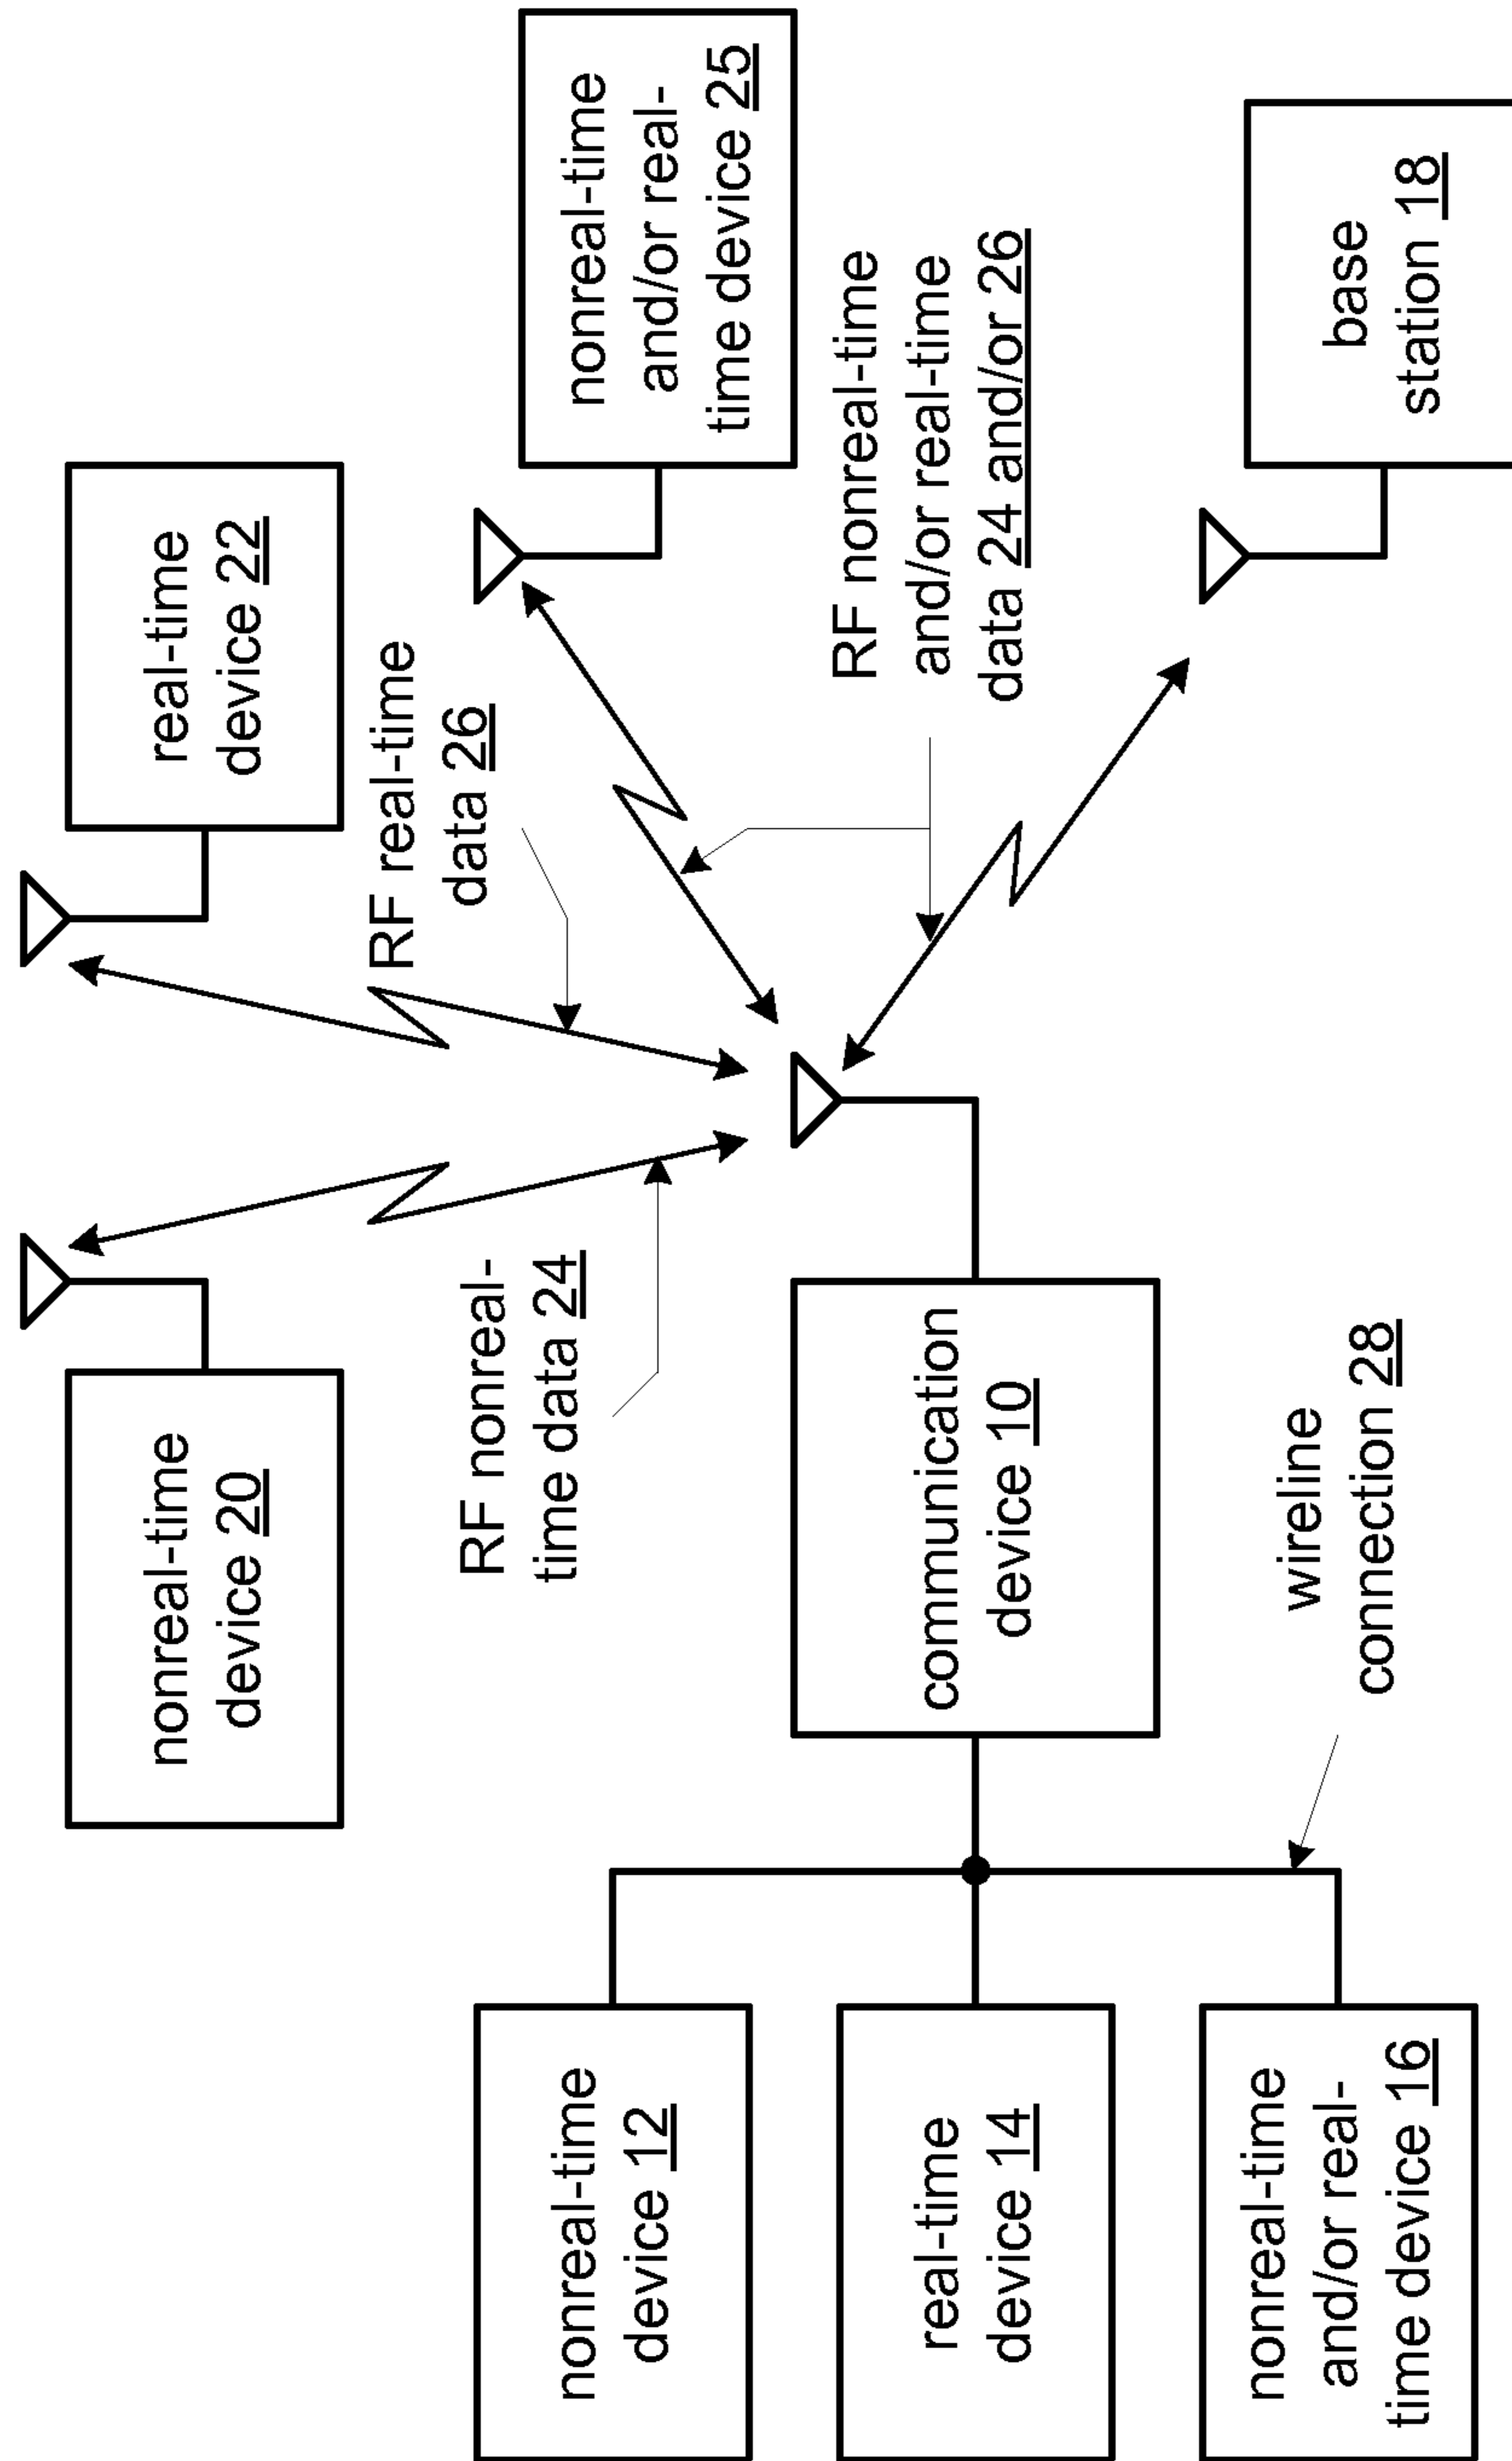 nonreal-time
device 20
real-time
device 22
RF real-time
data 26
RF nonreal-
time data 24
nonreal-time
and/or real-
time device 25
nonreal-time
device 12
real-time
device 14
nonreal-time
and/or real-
time device 16
communication
device 10
RF nonreal-time
and/or real-time
data 24 and/or 26
wireline
connection 28
base
station 18